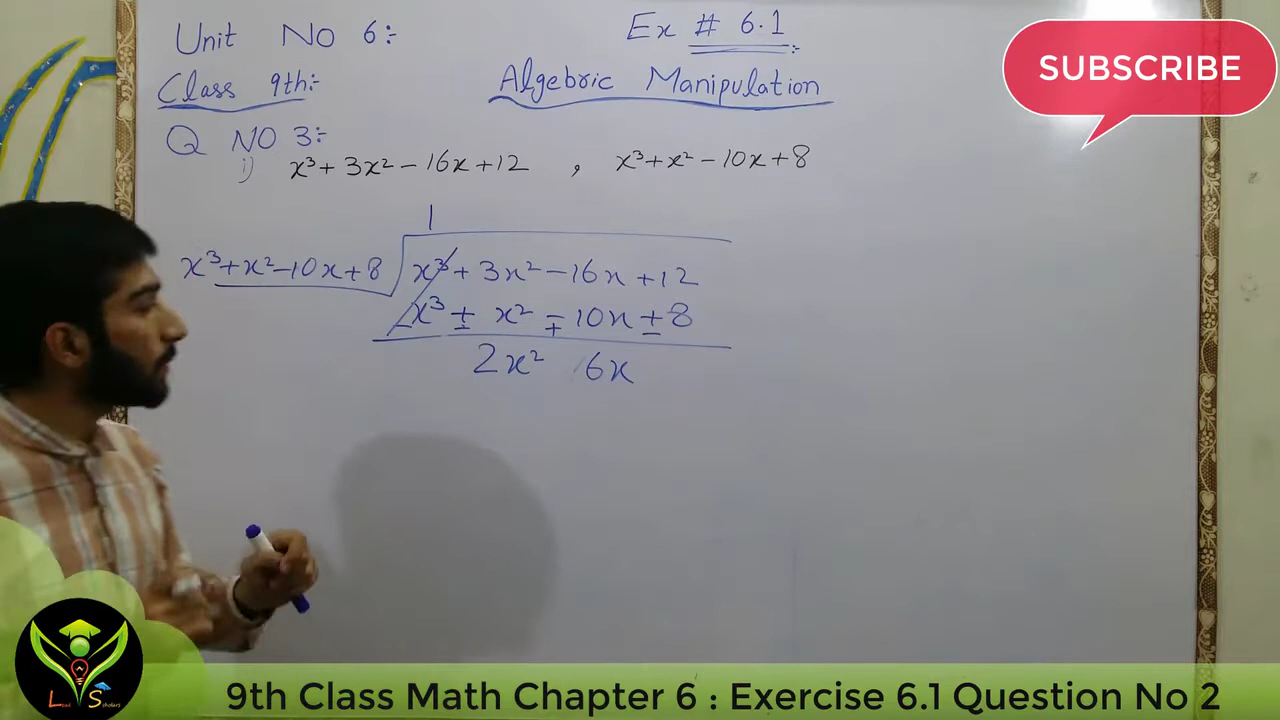 Unit No 6:-
Ex # 6.1:-
SUBSCRIBE
Class 9th:-
Algebric Manipulation
Q NO 3:-
i) x³ + 3x² - 16x + 12 , x³ + x² - 10x + 8
1
x³ + x² - 10x + 8 x³ + 3x² - 16x + 12
-x³ ± x² ∓ 10x ± 8
2x² 6x
Lead Scholars
9th Class Math Chapter 6 : Exercise 6.1 Question No 2